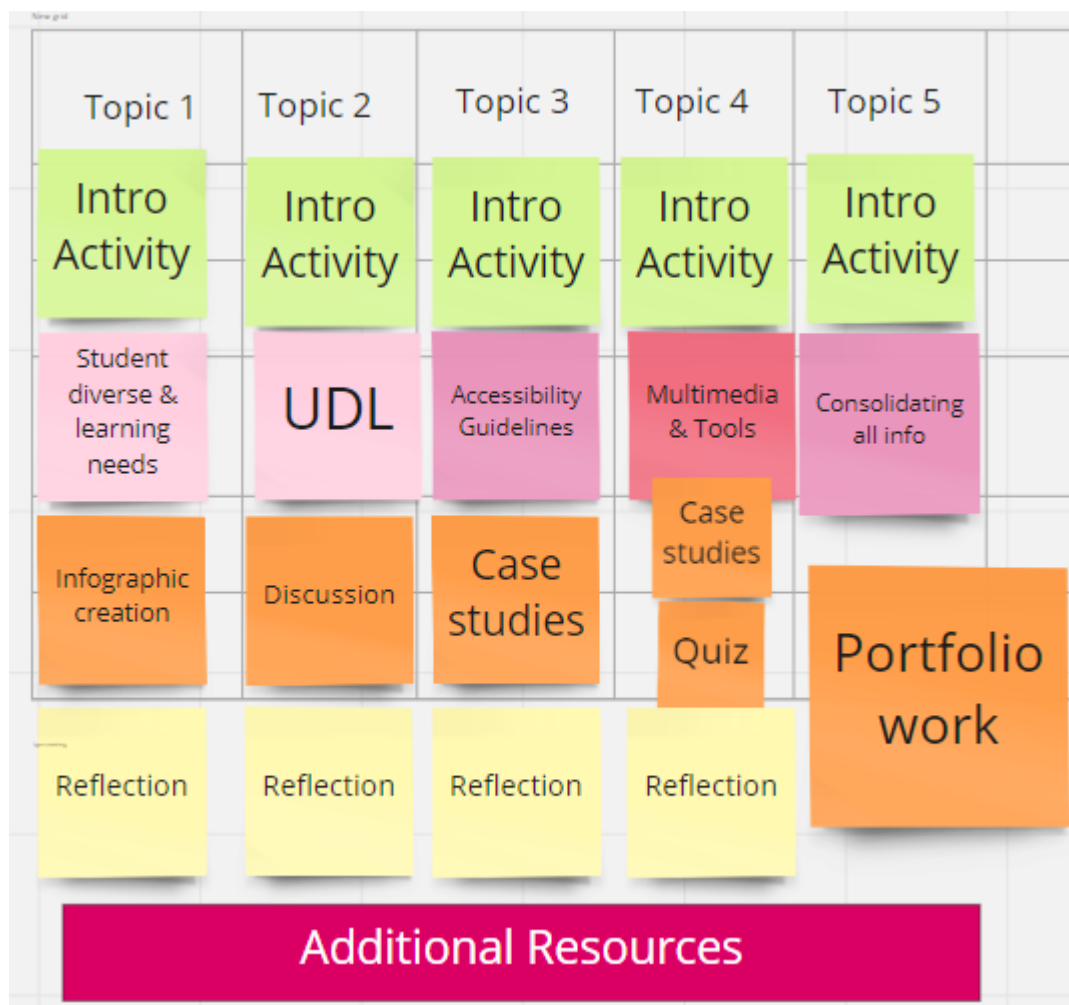 New grid
Topic 1
Topic 2
Topic 3
Topic 4
Topic 5
Intro
Activity
Intro
Activity
Intro
Activity
Intro
Activity
Intro
Activity
Student
diverse &
learning
needs
UDL
Accessibility
Guidelines
Multimedia
& Tools
Consolidating
all info
Infographic
creation
Discussion
Case
studies
Case
studies
Quiz
Portfolio
work
Reflection
Reflection
Reflection
Reflection
Additional Resources